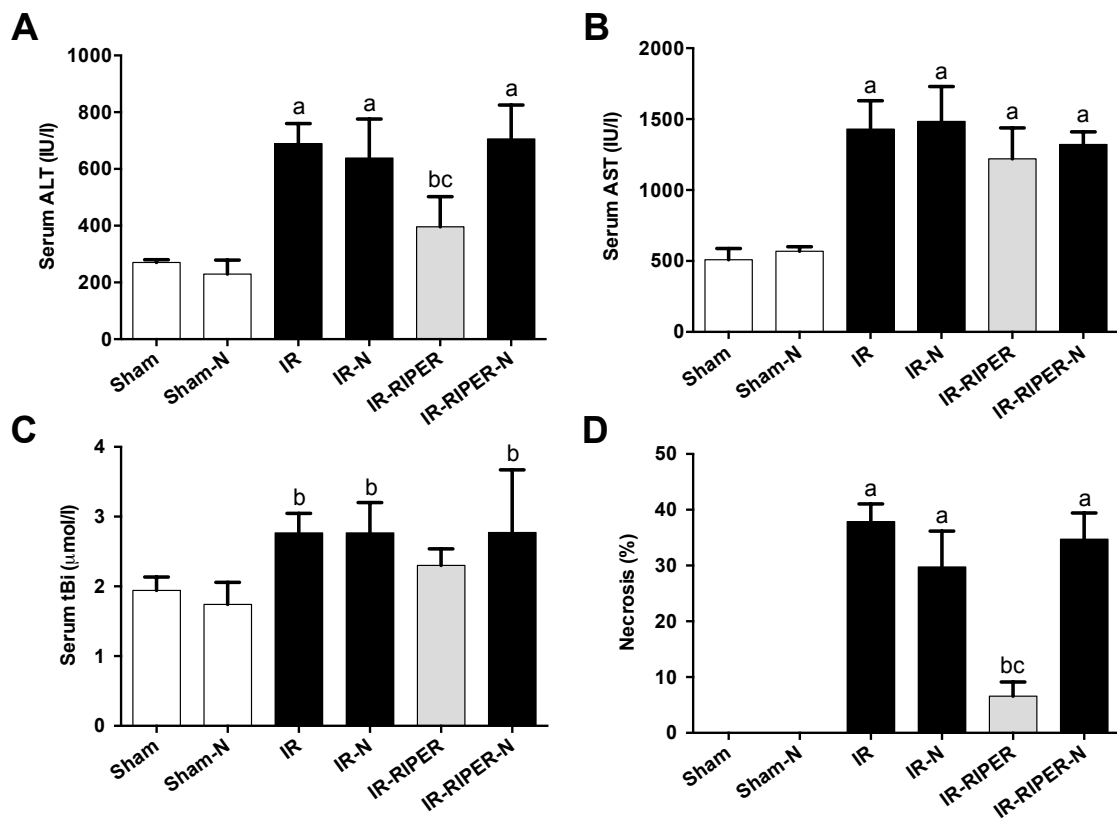 A
Serum ALT (IU/l)
1000
800
600
400
200
0
a
a
bc
a
Sham
Sham-N
IR
IR-N
IR-RIPER
IR-RIPER-N
B
Serum AST (IU/l)
2000
1500
1000
500
0
a
a
a
a
Sham
Sham-N
IR
IR-N
IR-RIPER
IR-RIPER-N
C
Serum tBi (μmol/l)
4
3
2
1
0
b
b
b
Sham
Sham-N
IR
IR-N
IR-RIPER
IR-RIPER-N
D
Necrosis (%)
50
40
30
20
10
0
a
a
bc
a
Sham
Sham-N
IR
IR-N
IR-RIPER
IR-RIPER-N